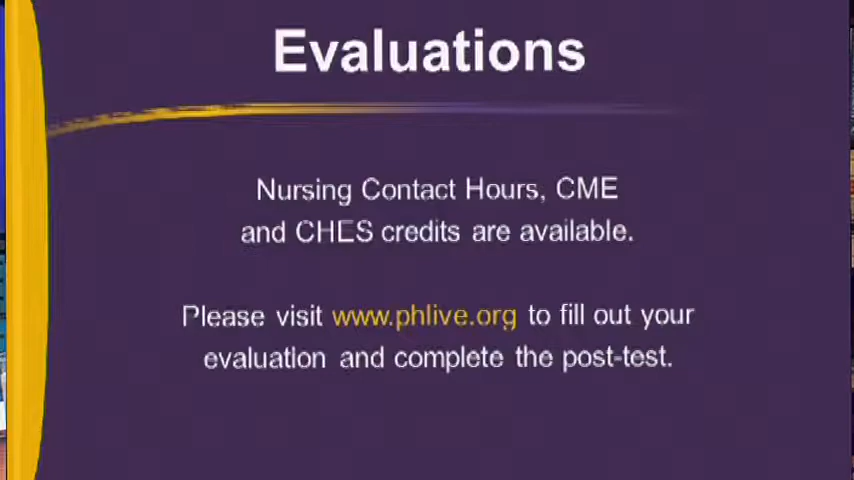 Evaluations
Nursing Contact Hours, CME
and CHES credits are available.
Please visit www.phlive.org to fill out your
evaluation and complete the post-test.